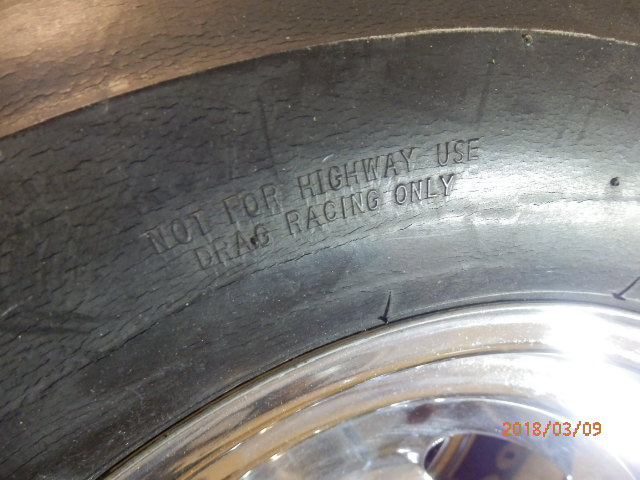 NOT FOR HIGHWAY USE
DRAG RACING ONLY
2018/03/09